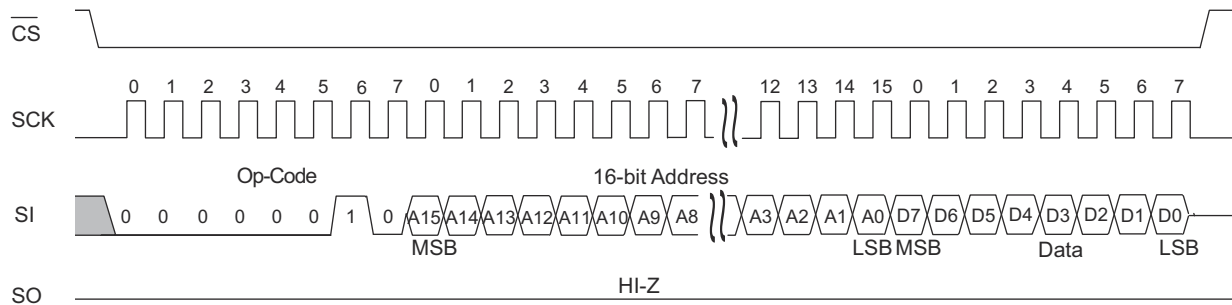 CS
0 1 2 3 4 5 6 7 0 1 2 3 4 5 6 7 12 13 14 15 0 1 2 3 4 5 6 7
SCK
Op-Code 16-bit Address
SI 0 0 0 0 0 0 1 0 A15 A14 A13 A12 A11 A10 A9 A8 A3 A2 A1 A0 D7 D6 D5 D4 D3 D2 D1 D0
MSB LSB MSB Data LSB
HI-Z
SO